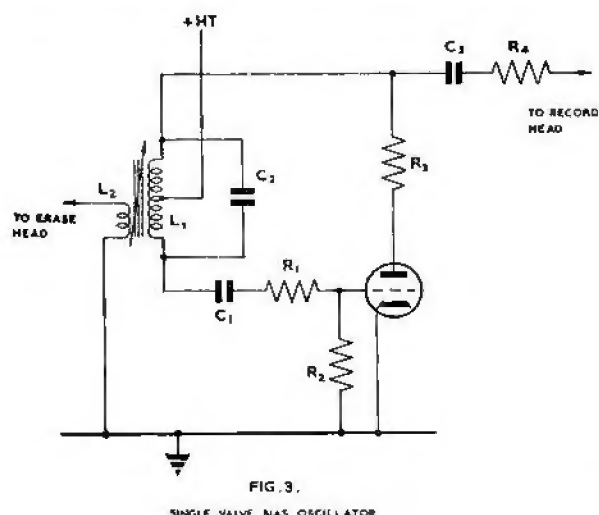 +HT
C3 R4
TO RECORD
HEAD
L2
C2
R3
TO ERASE
HEAD
L1
R1
C1
R2
FIG.3.
SINGLE VALVE BIAS OSCILLATOR